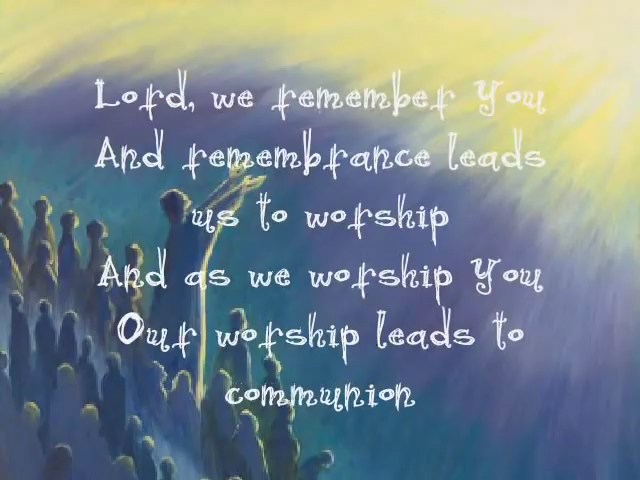 Lord, we remember You
And remembrance leads
us to worship
And as we worship You
Our worship leads to
communion